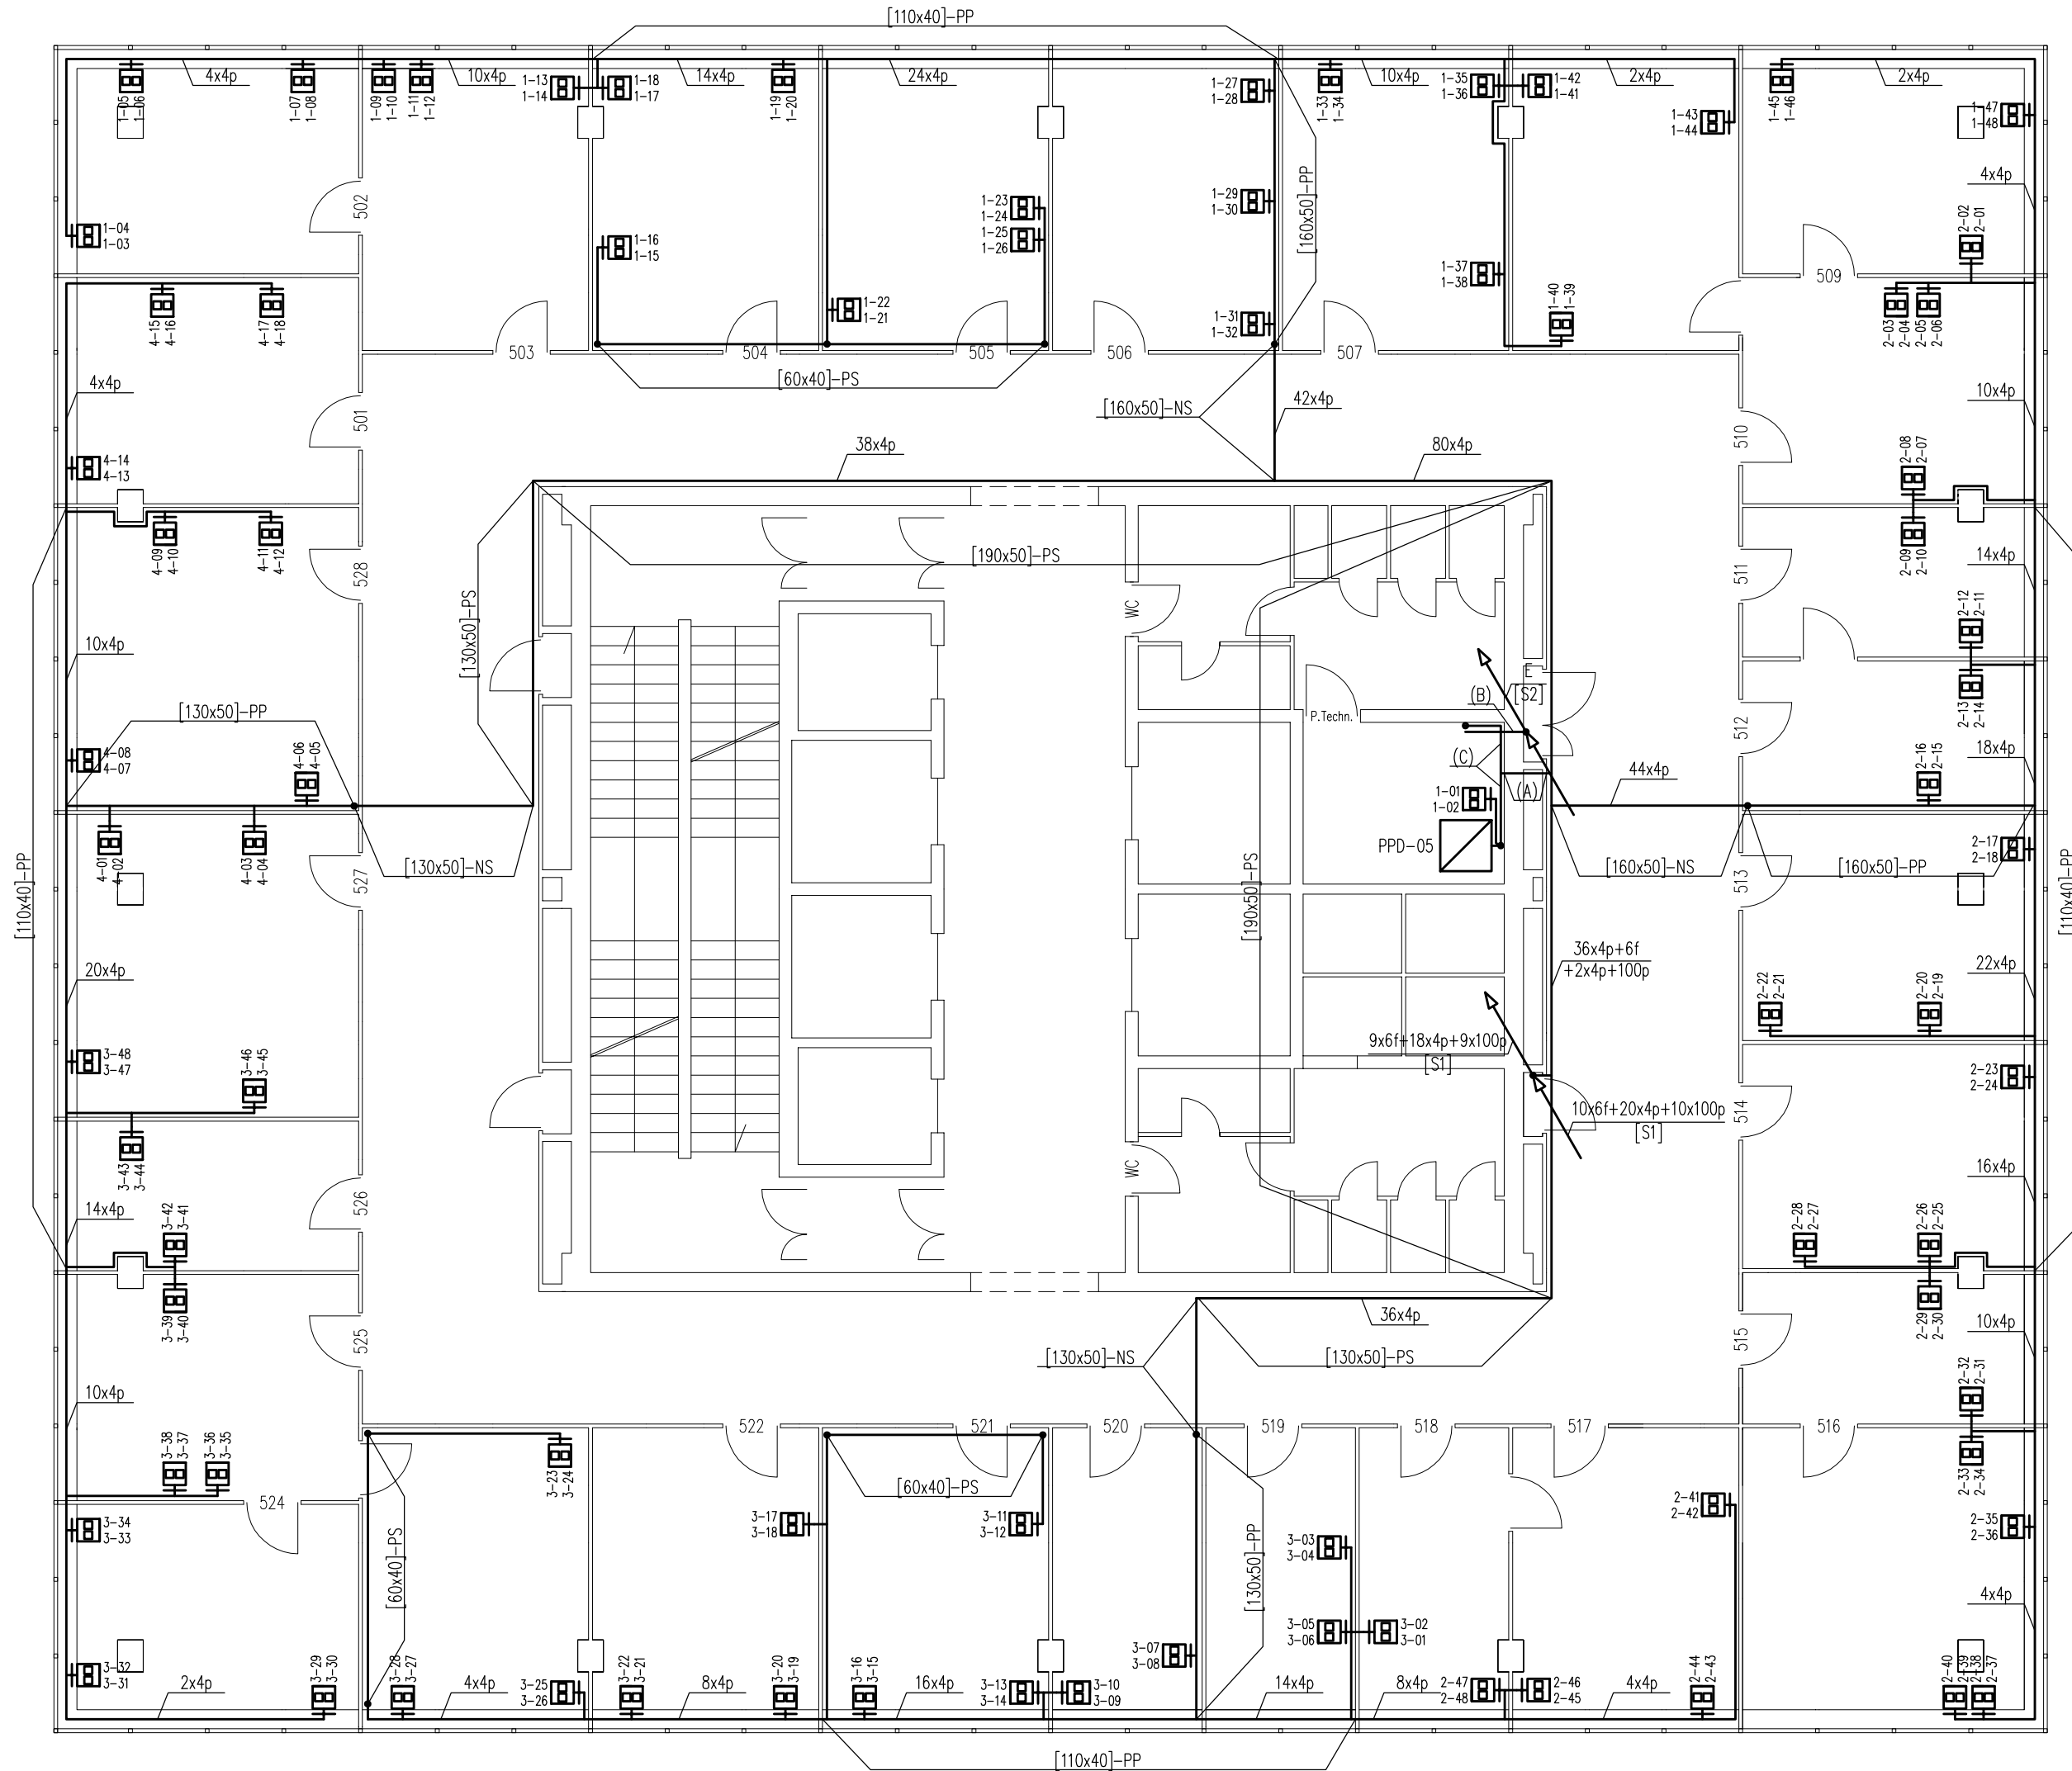 [110x40]-PP
4x4p
10x4p
14x4p
24x4p
10x4p
2x4p
2x4p
1-05
1-06
1-07
1-08
1-09
1-10
1-11
1-12
1-13
1-14
1-18
1-17
1-19
1-20
1-27
1-28
1-33
1-34
1-35
1-36
1-42
1-41
1-43
1-44
1-45
1-46
1-47
1-48
4x4p
502
1-04
1-03
1-16
1-15
1-23
1-24
1-25
1-26
1-29
1-30
[160x50]-PP
1-37
1-38
2-02
2-01
509
4-15
4-16
4-17
4-18
1-22
1-21
1-31
1-32
1-40
1-39
2-03
2-04
2-05
2-06
503
504
505
506
507
[60x40]-PS
4x4p
501
[160x50]-NS
42x4p
10x4p
510
4-14
4-13
38x4p
80x4p
2-08
2-07
4-09
4-10
4-11
4-12
528
[190x50]-PS
2-09
2-10
511
14x4p
[130x50]-PS
WC
2-12
2-11
10x4p
E
[S2]
(B)
2-13
2-14
[130x50]-PP
P.Techn.
512
18x4p
4-08
4-07
4-06
4-05
(C)
(A)
44x4p
2-16
2-15
1-01
1-02
4-01
4-02
4-03
4-04
PPD-05
[130x50]-NS
527
[160x50]-NS
513
[160x50]-PP
2-17
2-18
[110x40]-PP
[190x50]-PS
[110x40]-PP
20x4p
36x4p+6f
+2x4p+100p
22x4p
2-22
2-21
2-20
2-19
3-48
3-47
3-46
3-45
9x6f+18x4p+9x100p
[S1]
2-23
2-24
10x6f+20x4p+10x100p
[S1]
514
3-43
3-44
WC
16x4p
14x4p
526
3-42
3-41
2-28
2-27
2-26
2-25
3-39
3-40
525
36x4p
2-29
2-30
515
10x4p
[130x50]-NS
[130x50]-PS
10x4p
2-32
2-31
522
521
520
519
518
517
516
3-38
3-37
3-36
3-35
3-23
3-24
[60x40]-PS
2-33
2-34
524
3-34
3-33
3-17
3-18
3-11
3-12
2-41
2-42
2-35
2-36
[60x40]-PS
[130x50]-PP
3-03
3-04
4x4p
3-05
3-06
3-02
3-01
3-07
3-08
3-32
3-31
3-29
3-30
3-28
3-27
3-25
3-26
3-22
3-21
3-20
3-19
3-16
3-15
3-13
3-14
3-10
3-09
2-47
2-48
2-46
2-45
2-44
2-43
2-40
2-39
2-38
2-37
2x4p
4x4p
8x4p
16x4p
14x4p
8x4p
4x4p
[110x40]-PP